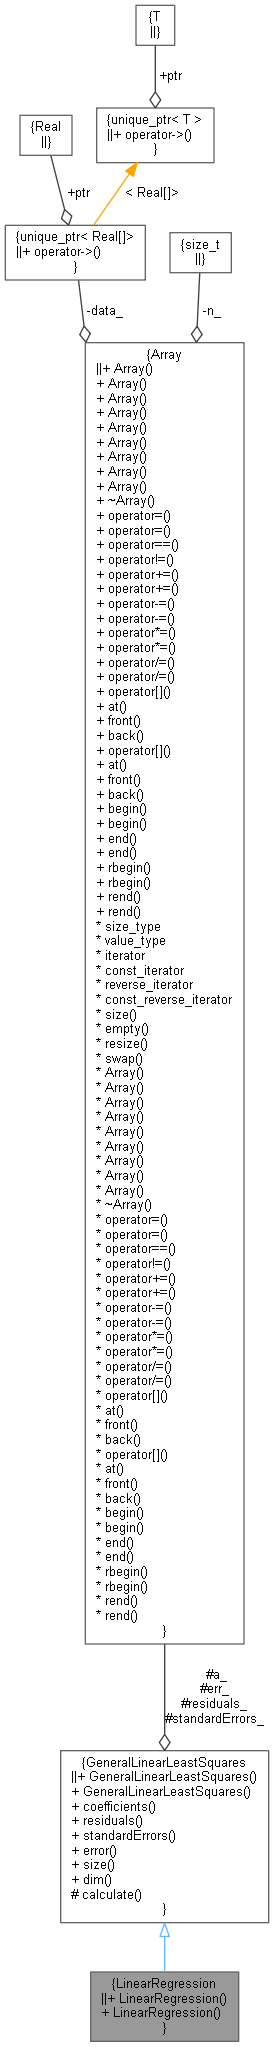 {T
||}
+ptr
{unique_ptr< T >
||+ operator->()
}
{Real
||}
+ptr
< Real[]>
{unique_ptr< Real[]>
||+ operator->()
}
{size_t
||}
-data_
-n_
{Array
||+ Array()
+ Array()
+ Array()
+ Array()
+ Array()
+ Array()
+ Array()
+ Array()
+ Array()
+ ~Array()
+ operator=()
+ operator=()
+ operator==()
+ operator!=()
+ operator+=()
+ operator+=()
+ operator-=()
+ operator-=()
+ operator*=()
+ operator*=()
+ operator/=()
+ operator/=()
+ operator[]()
+ at()
+ front()
+ back()
+ operator[]()
+ at()
+ front()
+ back()
+ begin()
+ begin()
+ end()
+ end()
+ rbegin()
+ rbegin()
+ rend()
+ rend()
* size_type
* value_type
* iterator
* const_iterator
* reverse_iterator
* const_reverse_iterator
* size()
* empty()
* resize()
* swap()
* Array()
* Array()
* Array()
* Array()
* Array()
* Array()
* Array()
* Array()
* Array()
* ~Array()
* operator=()
* operator=()
* operator==()
* operator!=()
* operator+=()
* operator+=()
* operator-=()
* operator-=()
* operator*=()
* operator*=()
* operator/=()
* operator/=()
* operator[]()
* at()
* front()
* back()
* operator[]()
* at()
* front()
* back()
* begin()
* begin()
* end()
* end()
* rbegin()
* rbegin()
* rend()
* rend()
}
#a_
#err_
#residuals_
#standardErrors_
{GeneralLinearLeastSquares
||+ GeneralLinearLeastSquares()
+ GeneralLinearLeastSquares()
+ coefficients()
+ residuals()
+ standardErrors()
+ error()
+ size()
+ dim()
# calculate()
}
{LinearRegression
||+ LinearRegression()
+ LinearRegression()
}